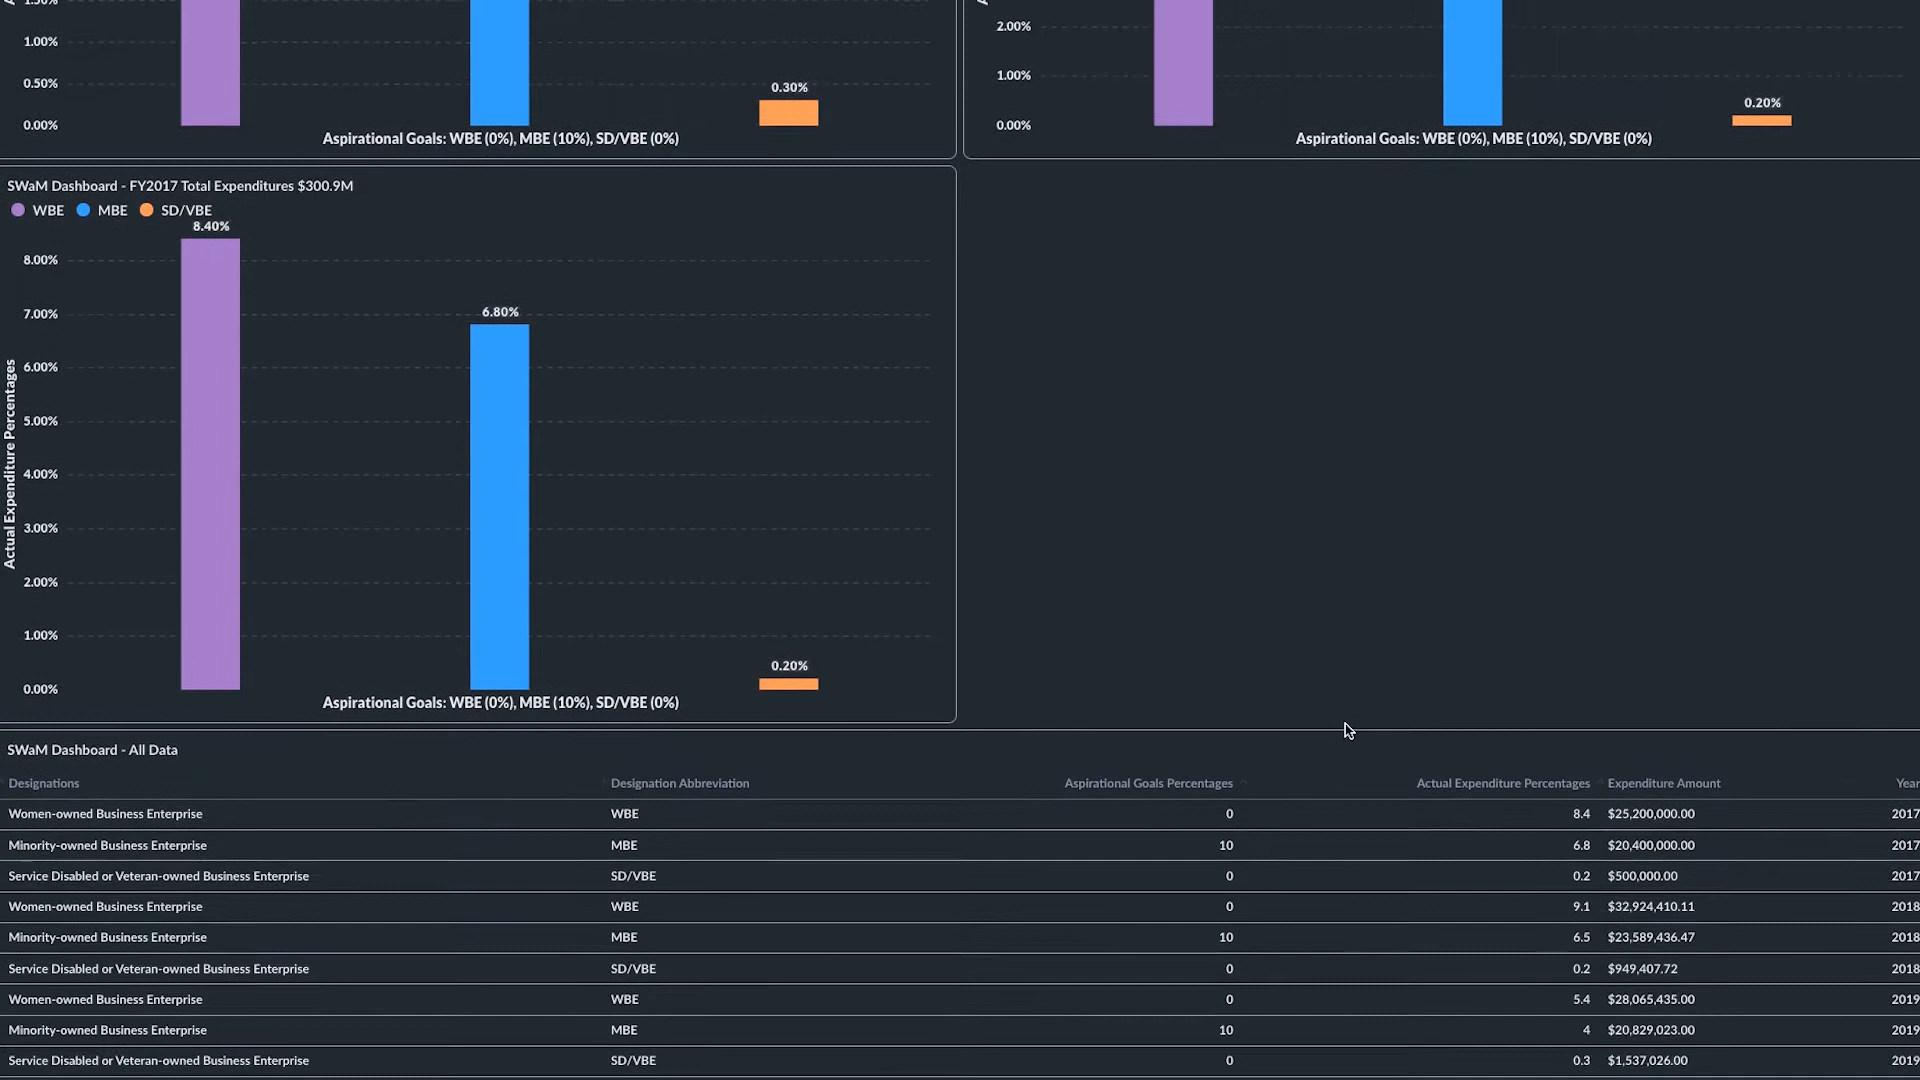 1.00%
0.50%
0.00%
0.30%
Aspirational Goals: WBE (0%), MBE (10%), SD/VBE (0%)
2.00%
1.00%
0.00%
0.20%
Aspirational Goals: WBE (0%), MBE (10%), SD/VBE (0%)
SWaM Dashboard - FY2017 Total Expenditures $300.9M
WBE MBE SD/VBE
8.40%
8.00%
7.00%
6.00%
5.00%
4.00%
3.00%
2.00%
1.00%
0.00%
6.80%
0.20%
Actual Expenditure Percentages
Aspirational Goals: WBE (0%), MBE (10%), SD/VBE (0%)
SWaM Dashboard - All Data
Designations Designation Abbreviation Aspirational Goals Percentages Actual Expenditure Percentages Expenditure Amount Year
Women-owned Business Enterprise WBE 0 8.4 $25,200,000.00 2017
Minority-owned Business Enterprise MBE 10 6.8 $20,400,000.00 2017
Service Disabled or Veteran-owned Business Enterprise SD/VBE 0 0.2 $500,000.00 2017
Women-owned Business Enterprise WBE 0 9.1 $32,924,410.11 2018
Minority-owned Business Enterprise MBE 10 6.5 $23,589,436.47 2018
Service Disabled or Veteran-owned Business Enterprise SD/VBE 0 0.2 $949,407.72 2018
Women-owned Business Enterprise WBE 0 5.4 $28,065,435.00 2019
Minority-owned Business Enterprise MBE 10 4 $20,829,023.00 2019
Service Disabled or Veteran-owned Business Enterprise SD/VBE 0 0.3 $1,537,026.00 2019